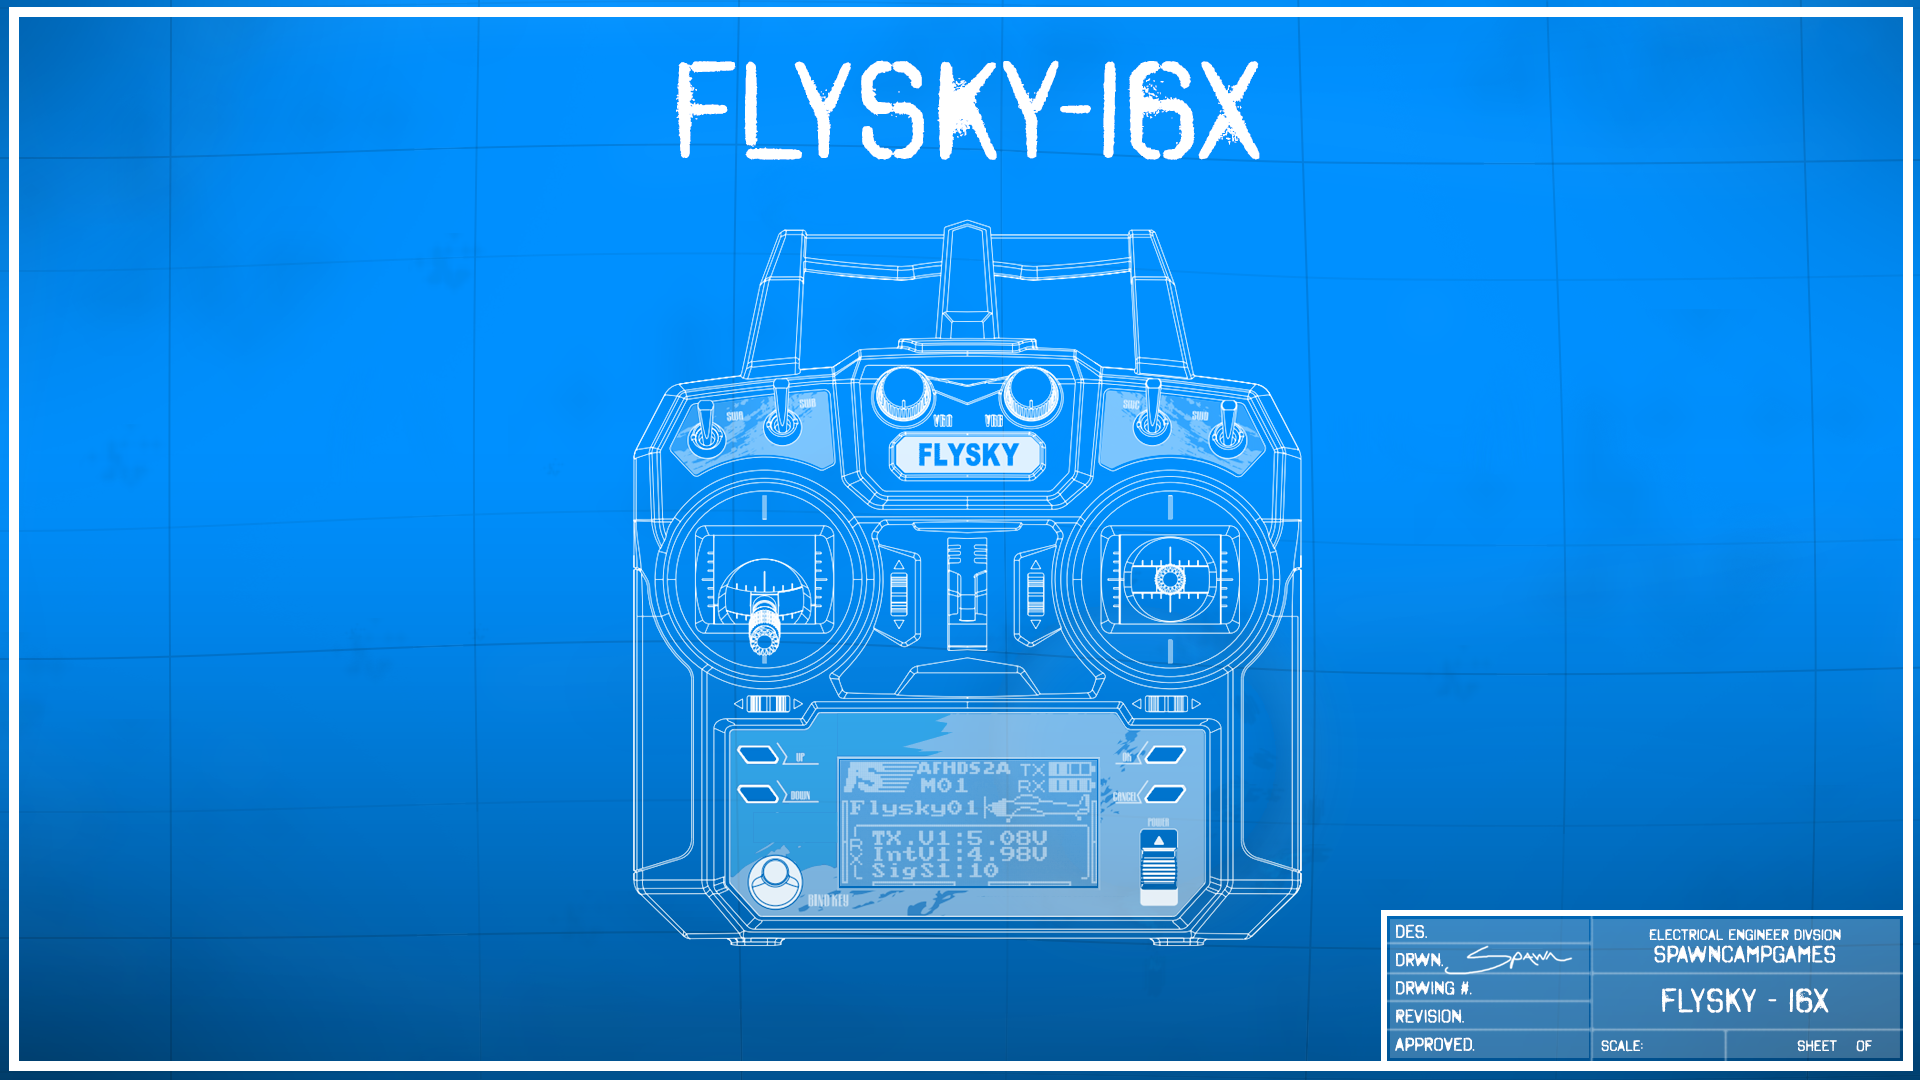 FLYSKY-I6X
SWA
SWB
SWC
SWD
VRA
VRB
FLYSKY
UP
OK
DOWN
CANCEL
AFHDS2A TX
M01 RX
Flysky01
RX
TX.V1:5.08V
IntV1:4.98V
SigS1:10
POWER
BIND KEY
DES.
DRWN. Spawn
DRWING #.
REVISION.
APPROVED.
ELECTRICAL ENGINEER DIVSION
SPAWNCAMPGAMES
FLYSKY - I6X
SCALE:
SHEET OF